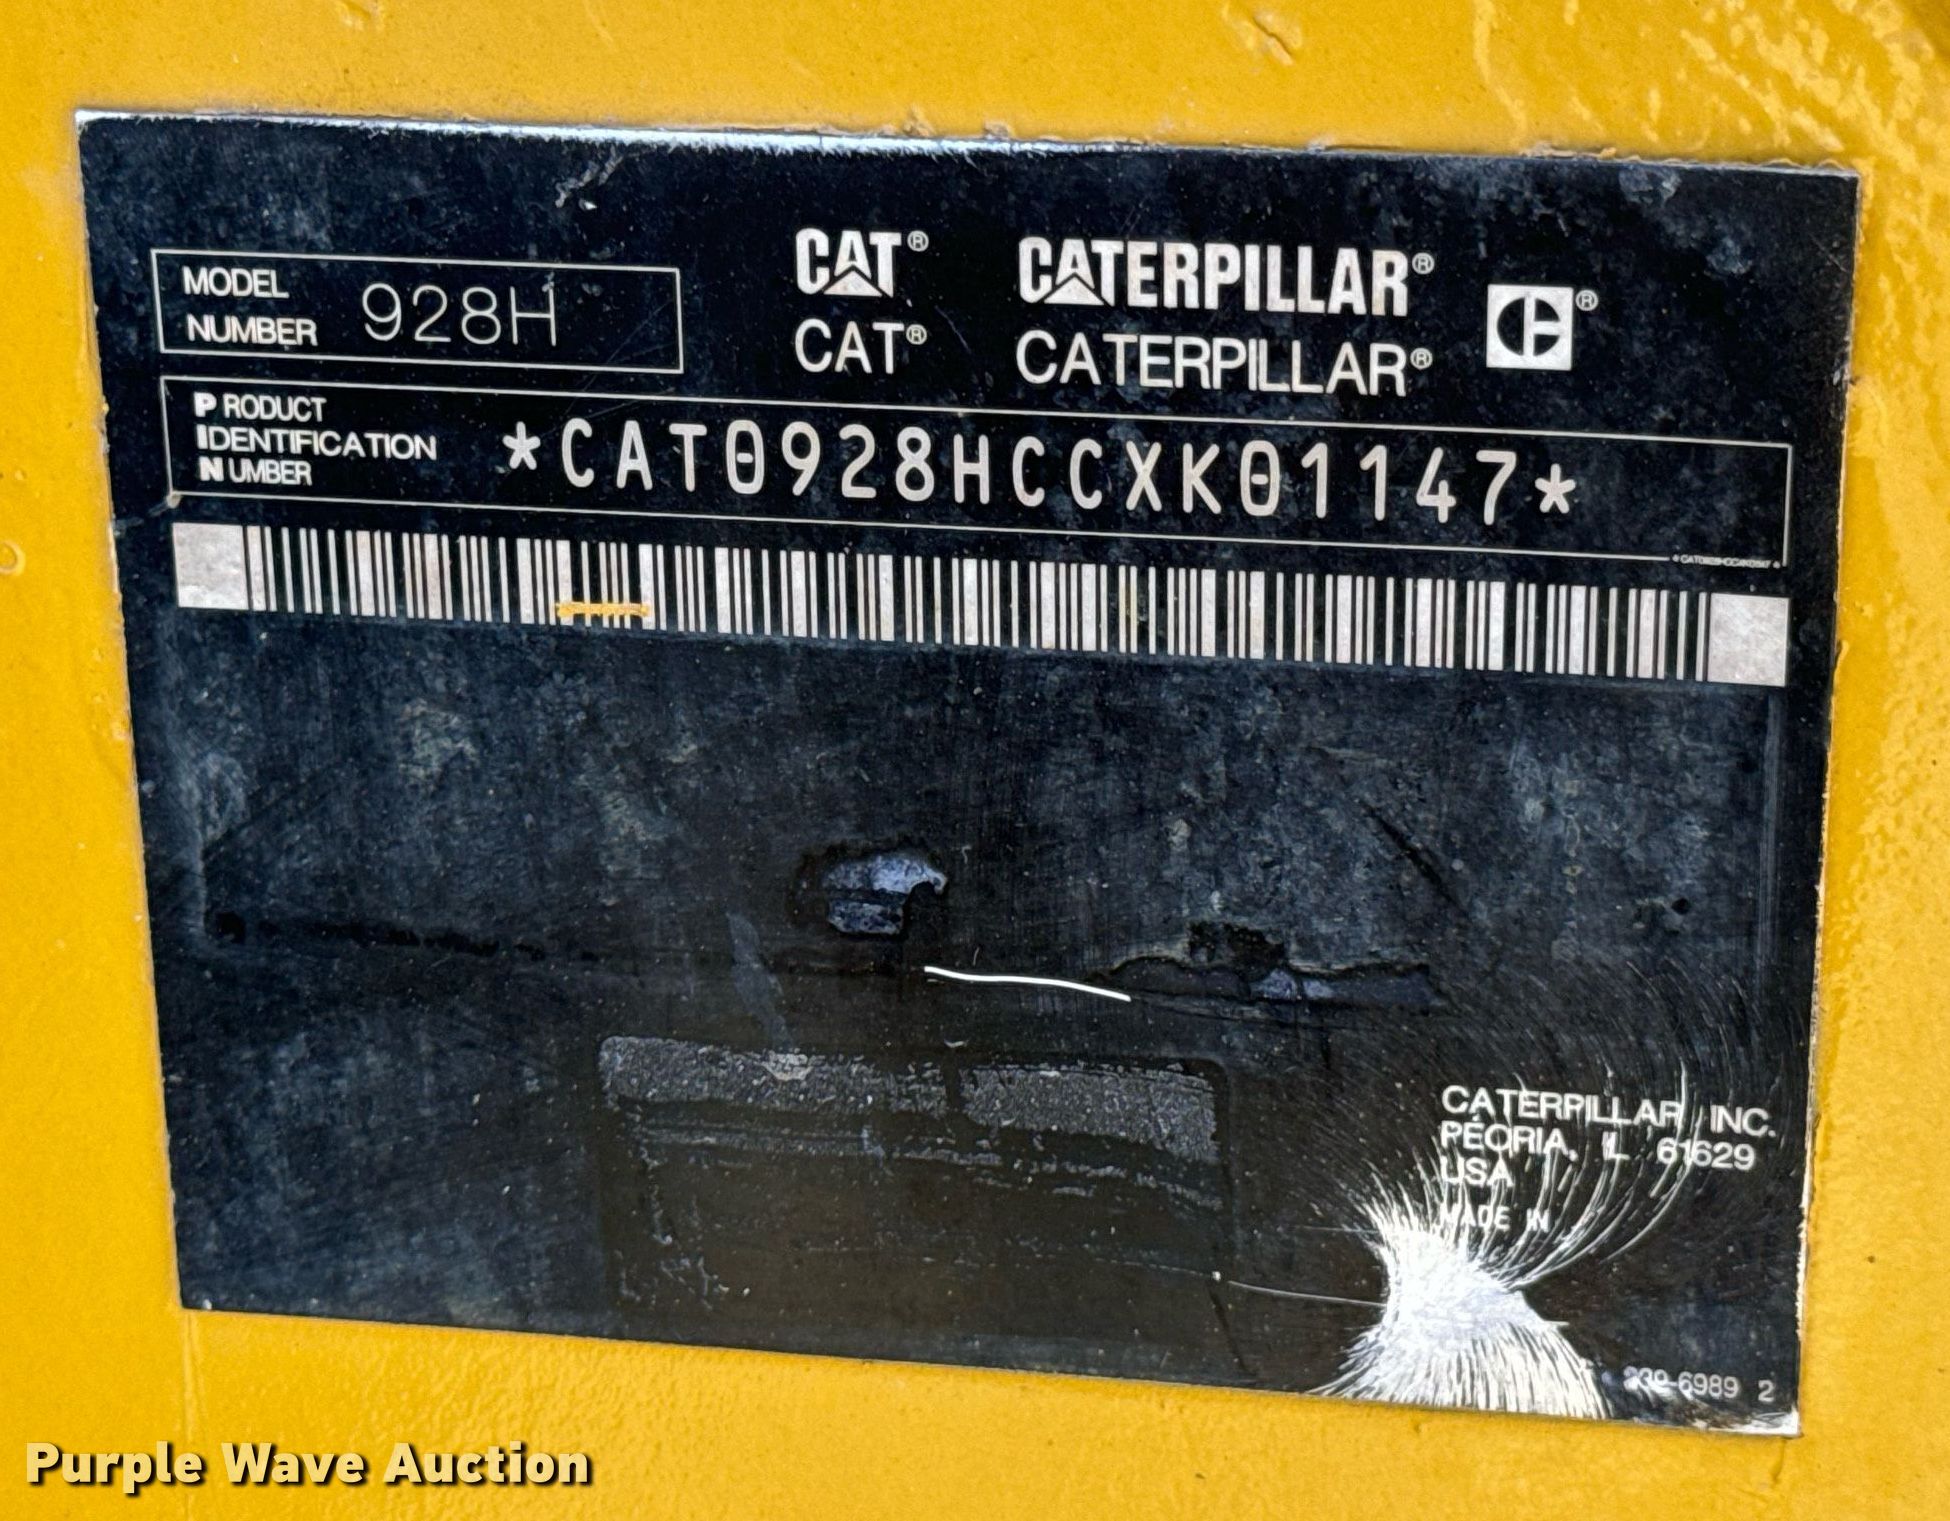 MODEL
NUMBER 928H
CAT® CATERPILLAR®
CAT® CATERPILLAR®
PRODUCT
IDENTIFICATION
NUMBER
*CAT0928HCCXK01147*
CATERPILLAR INC.
PEORIA, IL 61629
USA
MADE IN
2
Purple Wave Auction